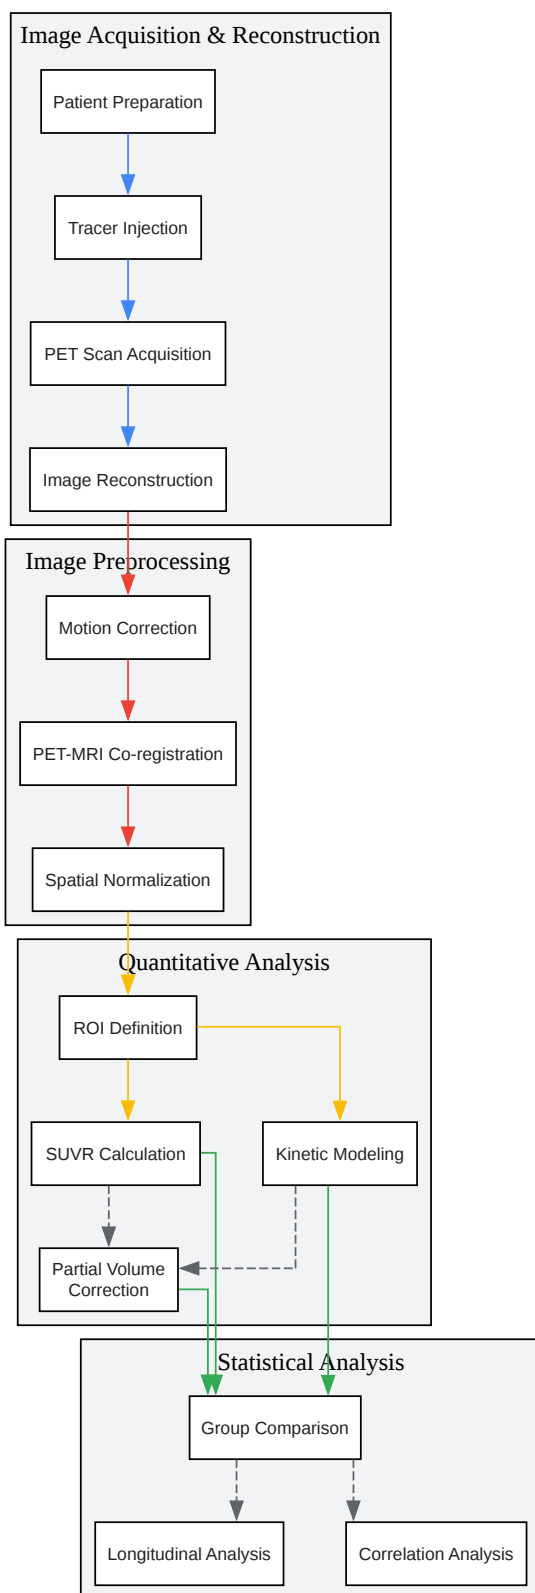 Image Acquisition & Reconstruction
Patient Preparation
Tracer Injection
PET Scan Acquisition
Image Reconstruction
Image Preprocessing
Motion Correction
PET-MRI Co-registration
Spatial Normalization
Quantitative Analysis
ROI Definition
SUVR Calculation
Kinetic Modeling
Partial Volume
Correction
Statistical Analysis
Group Comparison
Longitudinal Analysis
Correlation Analysis